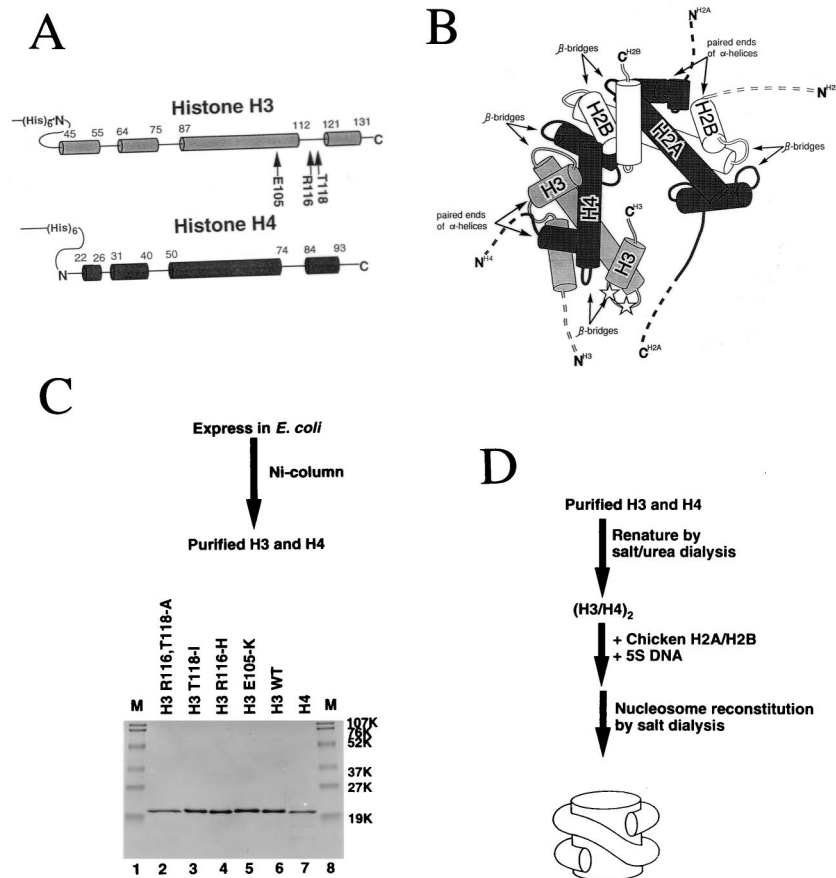 A
(His)6 N
Histone H3
45 55 64 75 87 112 121 131
C
E105
R116
T118
Histone H4
(His)6
N
22 26 31 40 50 74 84 93
C
B
N H2A
β-bridges
C H2B
paired ends
of α-helices
N H2
β-bridges
H2B
H2A
H2B
β-bridges
H3
H4
C H3
paired ends
of α-helices
H3
N H4
β-bridges
N H3
C H2A
C
Express in E. coli
Ni-column
Purified H3 and H4
M
H3 R116,T118-A
H3 T118-I
H3 R116-H
H3 E105-K
H3 WT
H4
M
107K
76K
52K
37K
27K
19K
1 2 3 4 5 6 7 8
D
Purified H3 and H4
Renature by
salt/urea dialysis
(H3/H4)2
+ Chicken H2A/H2B
+ 5S DNA
Nucleosome reconstitution
by salt dialysis